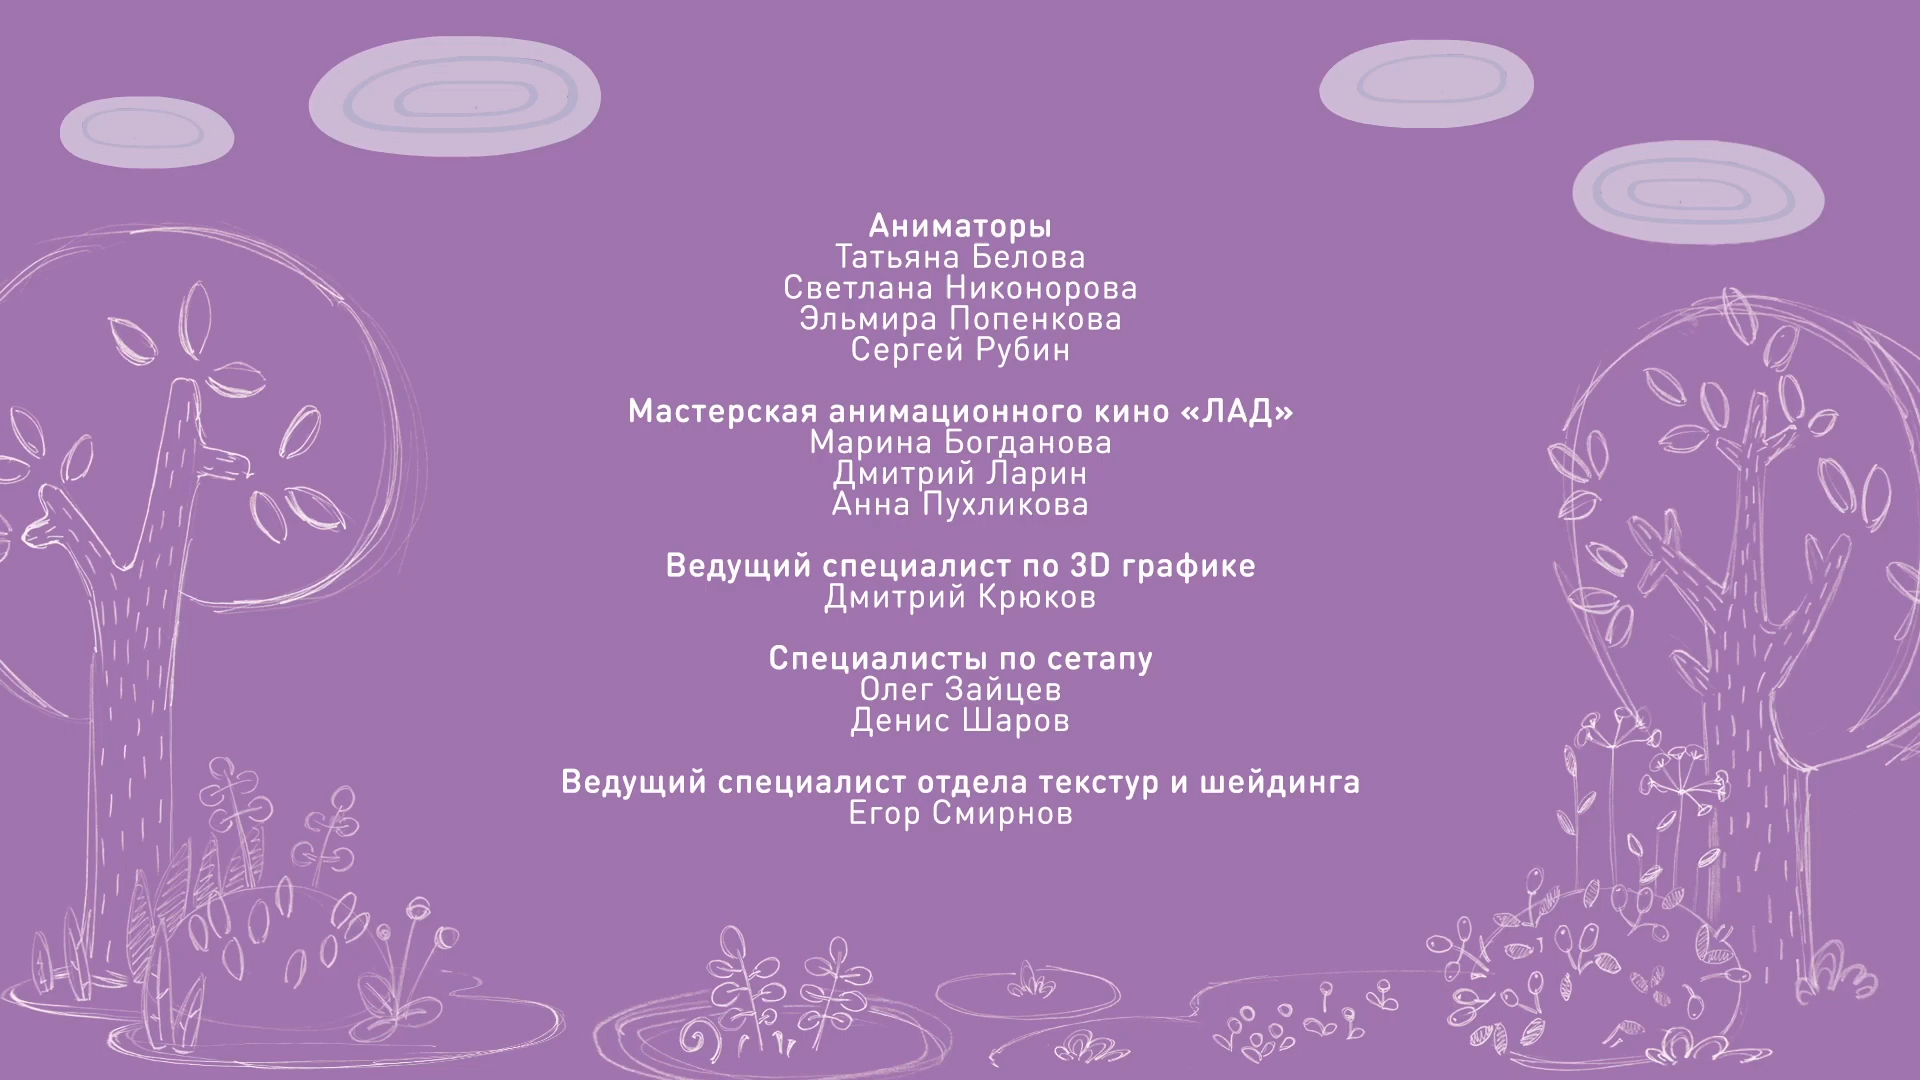 Аниматоры
Татьяна Белова
Светлана Никонорова
Эльмира Попенкова
Сергей Рубин
Мастерская анимационного кино «ЛАД»
Марина Богданова
Дмитрий Ларин
Анна Пухликова
Ведущий специалист по 3D графике
Дмитрий Крюков
Специалисты по сетапу
Олег Зайцев
Денис Шаров
Ведущий специалист отдела текстур и шейдинга
Егор Смирнов